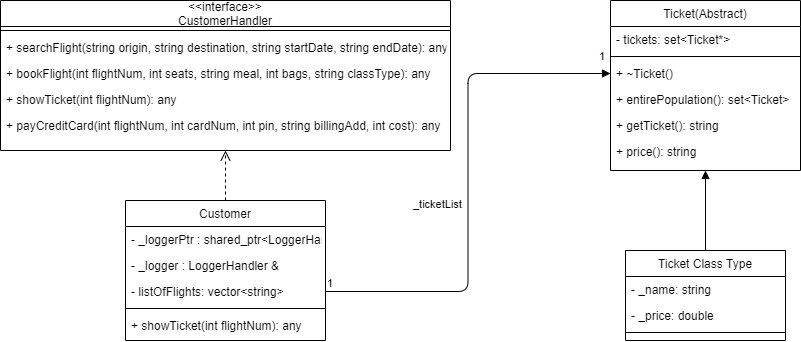 <<interface>>
CustomerHandler
+ searchFlight(string origin, string destination, string startDate, string endDate): any
+ bookFlight(int flightNum, int seats, string meal, int bags, string classType): any
+ showTicket(int flightNum): any
+ payCreditCard(int flightNum, int cardNum, int pin, string billingAdd, int cost): any
Ticket(Abstract)
- tickets: set<Ticket*>
+ ~Ticket()
+ entirePopulation(): set<Ticket>
+ getTicket(): string
+ price(): string
1
_ticketList
1
Customer
- _loggerPtr : shared_ptr<LoggerHa
- _logger : LoggerHandler &
- listOfFlights: vector<string>
+ showTicket(int flightNum): any
Ticket Class Type
- _name: string
- _price: double